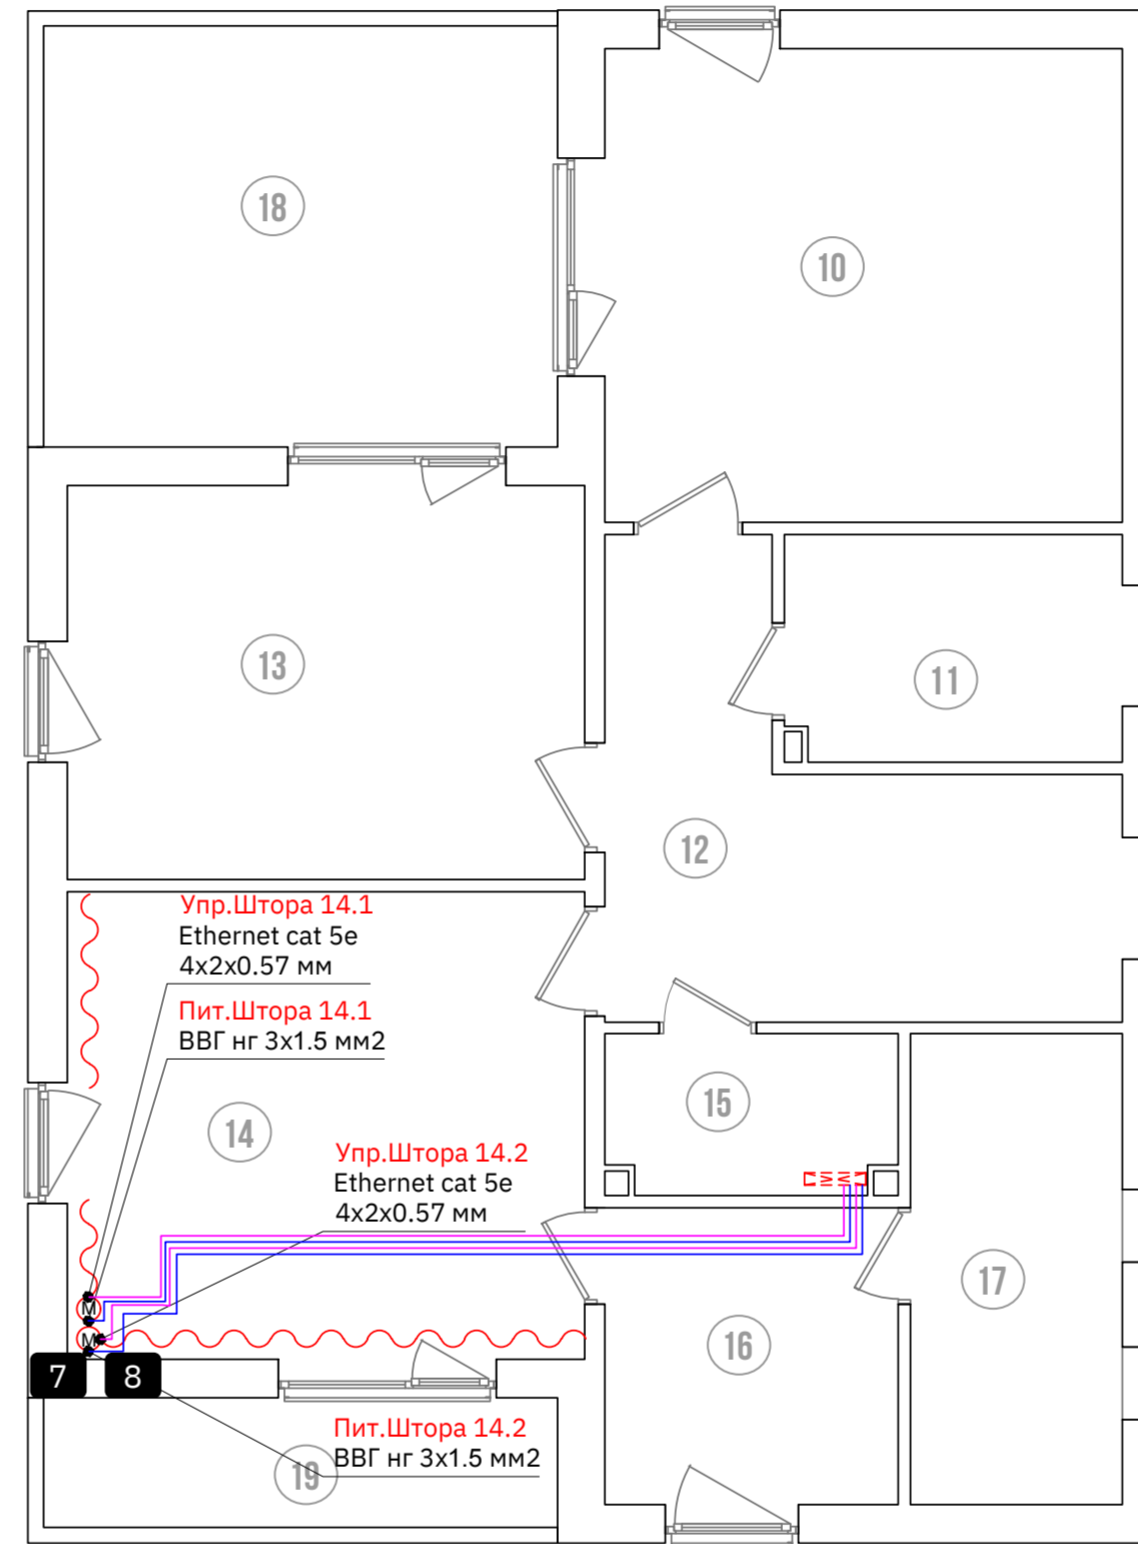 18
10
13
11
12
Упр.Штора 14.1
Ethernet cat 5e
4x2x0.57 мм
Пит.Штора 14.1
ВВГ нг 3x1.5 мм2
14
15
Упр.Штора 14.2
Ethernet cat 5e
4x2x0.57 мм
17
М
М
16
7
8
Пит.Штора 14.2
ВВГ нг 3x1.5 мм2
19